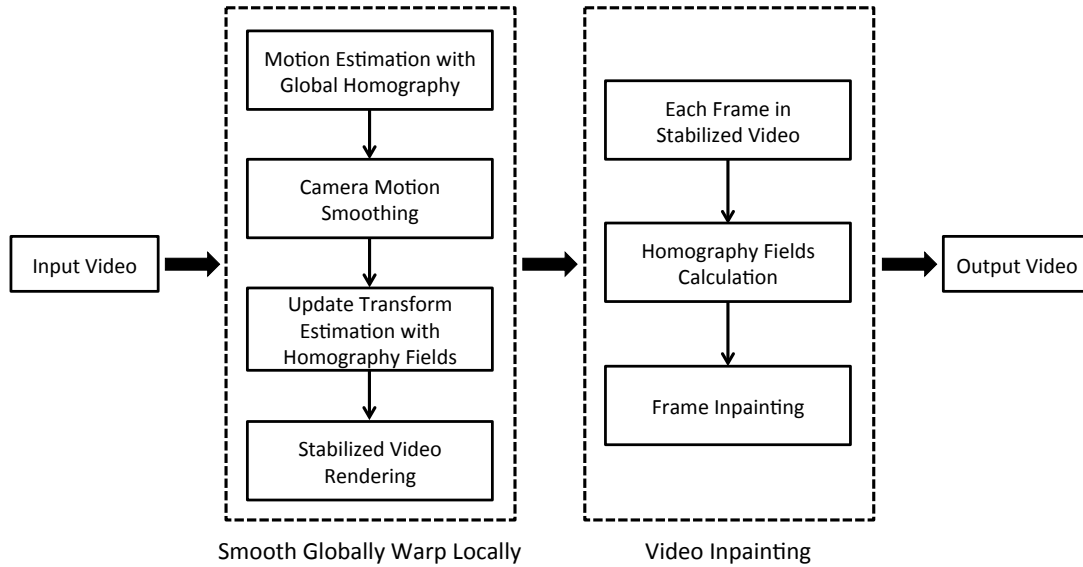 Input Video
Motion Estimation with
Global Homography
Camera Motion
Smoothing
Update Transform
Estimation with
Homography Fields
Stabilized Video
Rendering
Smooth Globally Warp Locally
Each Frame in
Stabilized Video
Homography Fields
Calculation
Frame Inpainting
Video Inpainting
Output Video